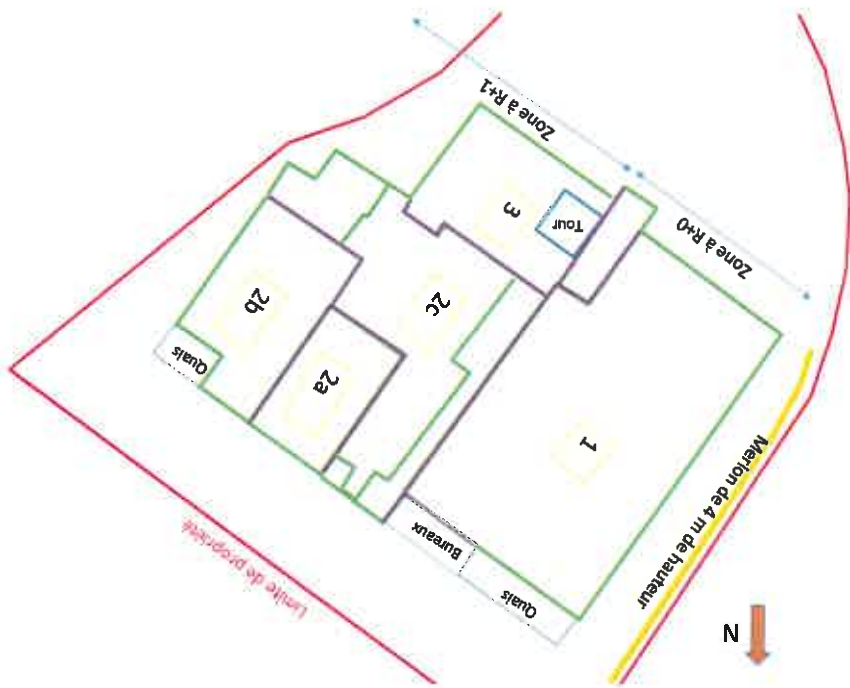 Zone à R+1
Zone à R+0
3
Tour
2c
2b
2a
1
Quais
Bureaux
Quais
Merlon de 4 m de hauteur
Limite de propriété
N